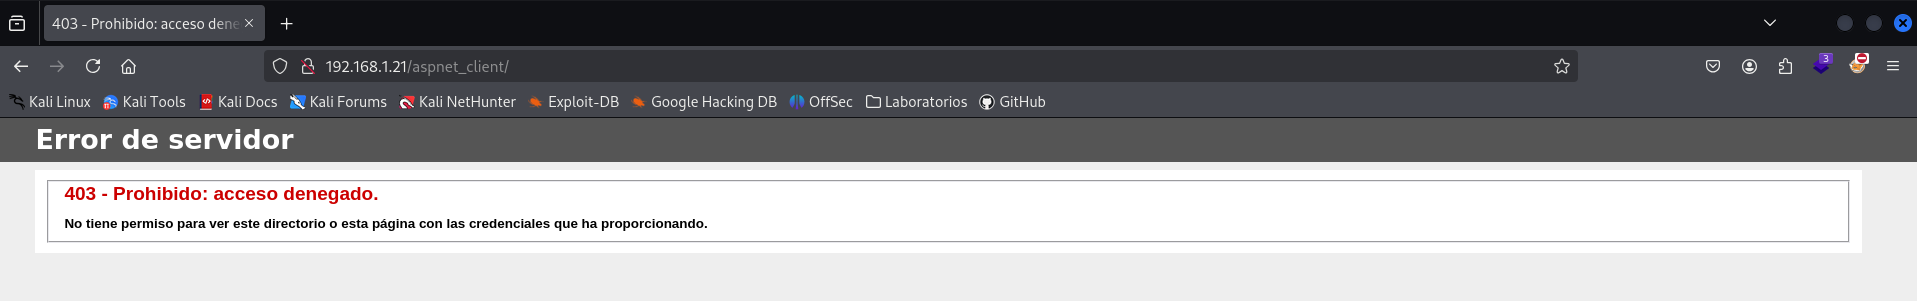 403 - Prohibido: acceso dene
192.168.1.21/aspnet_client/
3
Kali Linux Kali Tools Kali Docs Kali Forums Kali NetHunter Exploit-DB Google Hacking DB OffSec Laboratorios GitHub
Error de servidor
403 - Prohibido: acceso denegado.
No tiene permiso para ver este directorio o esta página con las credenciales que ha proporcionando.